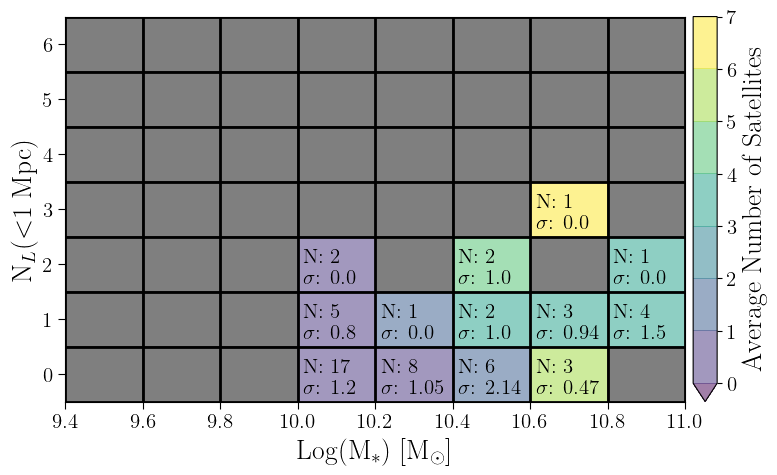 7
6
6
5
5
4
4
3
3
2
2
1
1
0
0
N: 1
σ: 0.0
N: 2
σ: 0.0
N: 2
σ: 1.0
N: 1
σ: 0.0
N: 5
σ: 0.8
N: 1
σ: 0.0
N: 2
σ: 1.0
N: 3
σ: 0.94
N: 4
σ: 1.5
N: 17
σ: 1.2
N: 8
σ: 1.05
N: 6
σ: 2.14
N: 3
σ: 0.47
9.4 9.6 9.8 10.0 10.2 10.4 10.6 10.8 11.0
Log(M∗) [M⊙]
N_L(<1 Mpc)
Average Number of Satellites